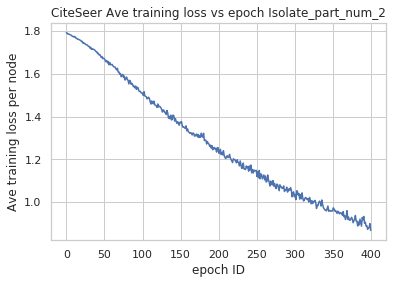 CiteSeer Ave training loss vs epoch Isolate_part_num_2
Ave training loss per node
1.8
1.6
1.4
1.2
1.0
0 50 100 150 200 250 300 350 400
epoch ID